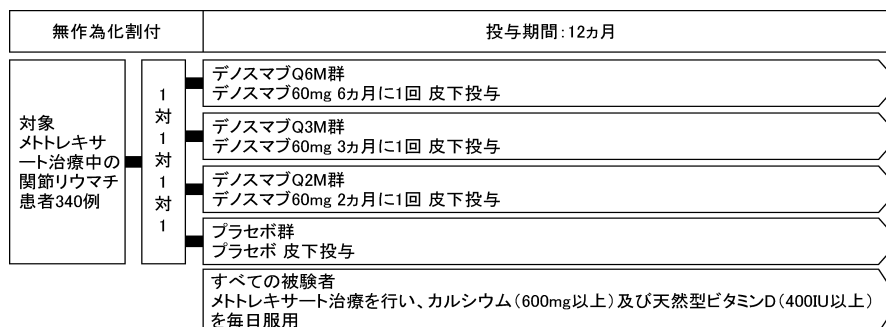 無作為化割付
投与期間:12ヵ月
対象
メトトレキサ
ート治療中の
関節リウマチ
患者340例
1
対
1
対
1
対
1
デノスマブQ6M群
デノスマブ60mg 6ヵ月に1回 皮下投与
デノスマブQ3M群
デノスマブ60mg 3ヵ月に1回 皮下投与
デノスマブQ2M群
デノスマブ60mg 2ヵ月に1回 皮下投与
プラセボ群
プラセボ 皮下投与
すべての被験者
メトトレキサート治療を行い、カルシウム(600mg以上)及び天然型ビタミンD(400IU以上)
を毎日服用